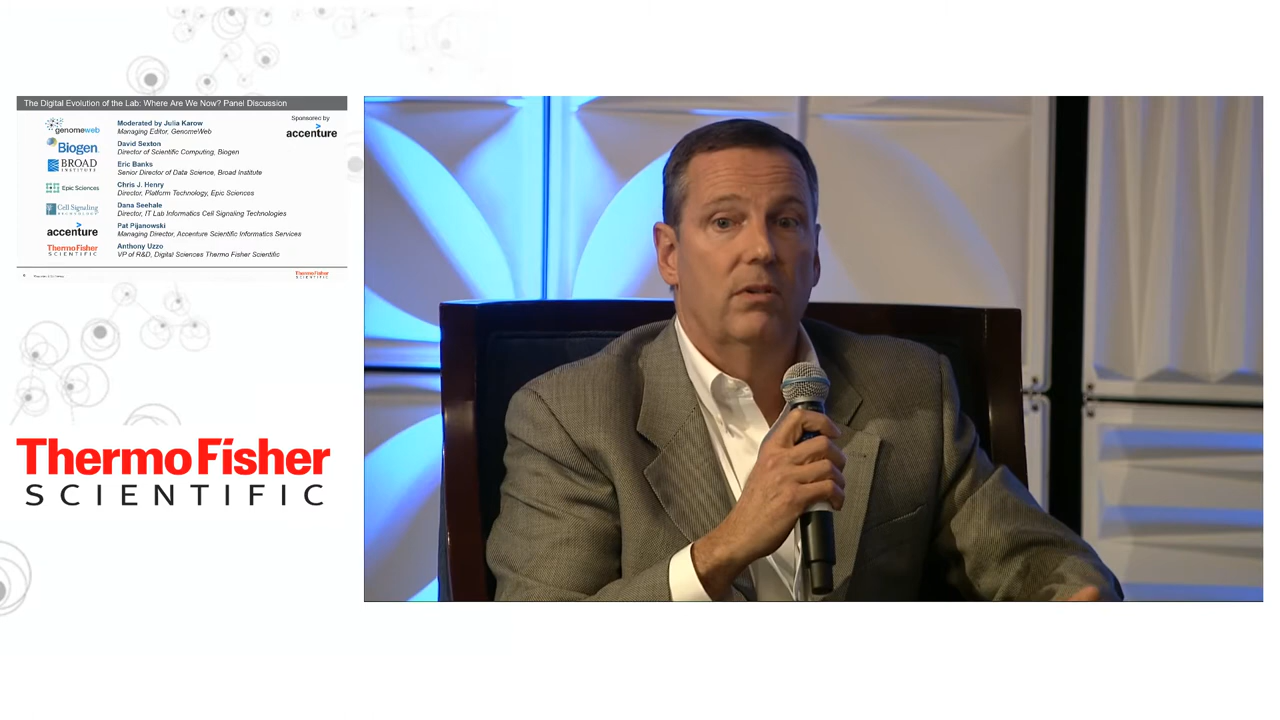 The Digital Evolution of the Lab: Where Are We Now? Panel Discussion
Sponsored by
accenture
genomeweb
Moderated by Julia Karow
Managing Editor, GenomeWeb
Biogen
David Sexton
Director of Scientific Computing, Biogen
BROAD
INSTITUTE
Eric Banks
Senior Director of Data Science, Broad Institute
Epic Sciences
Chris J. Henry
Director, Platform Technology, Epic Sciences
Cell Signaling
TECHNOLOGY
Dana Seehale
Director, IT Lab Informatics Cell Signaling Technologies
accenture
Pat Pijanowski
Managing Director, Accenture Scientific Informatics Services
ThermoFisher
SCIENTIFIC
Anthony Uzzo
VP of R&D, Digital Sciences Thermo Fisher Scientific
ThermoFisher
SCIENTIFIC
ThermoFisher
SCIENTIFIC